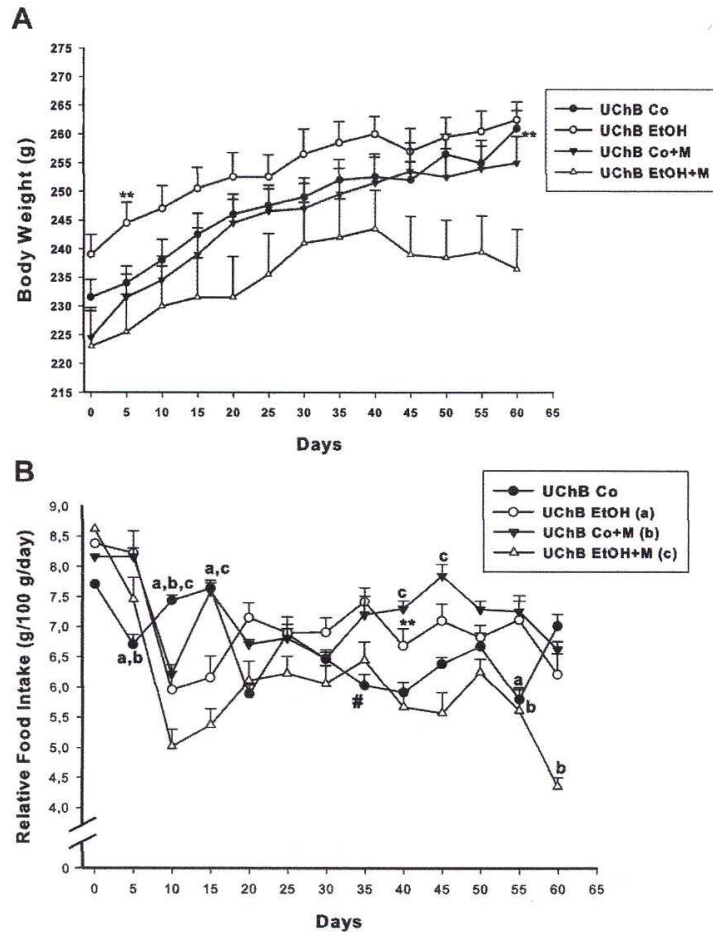 A
Body Weight (g)
275
270
265
260
255
250
245
240
235
230
225
220
215
**
**
UChB Co
UChB EtOH
UChB Co+M
UChB EtOH+M
0 5 10 15 20 25 30 35 40 45 50 55 60 65
Days
B
Relative Food Intake (g/100 g/day)
9,0
8,5
8,0
7,5
7,0
6,5
6,0
5,5
5,0
4,5
4,0
0
UChB Co
UChB EtOH (a)
UChB Co+M (b)
UChB EtOH+M (c)
a,b
a,b,c
a,c
#
c
**
c
a
b
b
0 5 10 15 20 25 30 35 40 45 50 55 60 65
Days